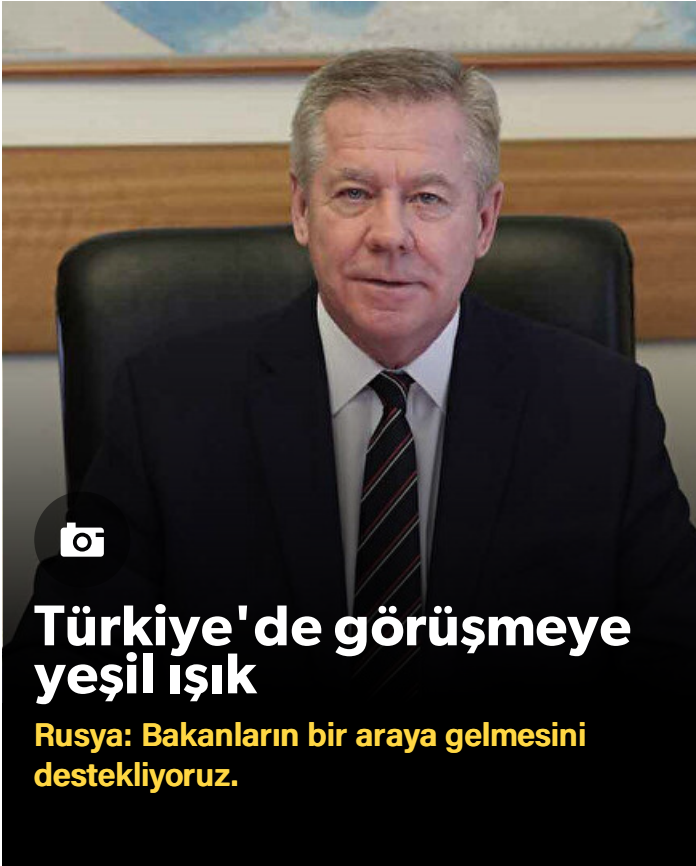 Türkiye'de görüşmeye
yeşil ışık
Rusya: Bakanların bir araya gelmesini
destekliyoruz.